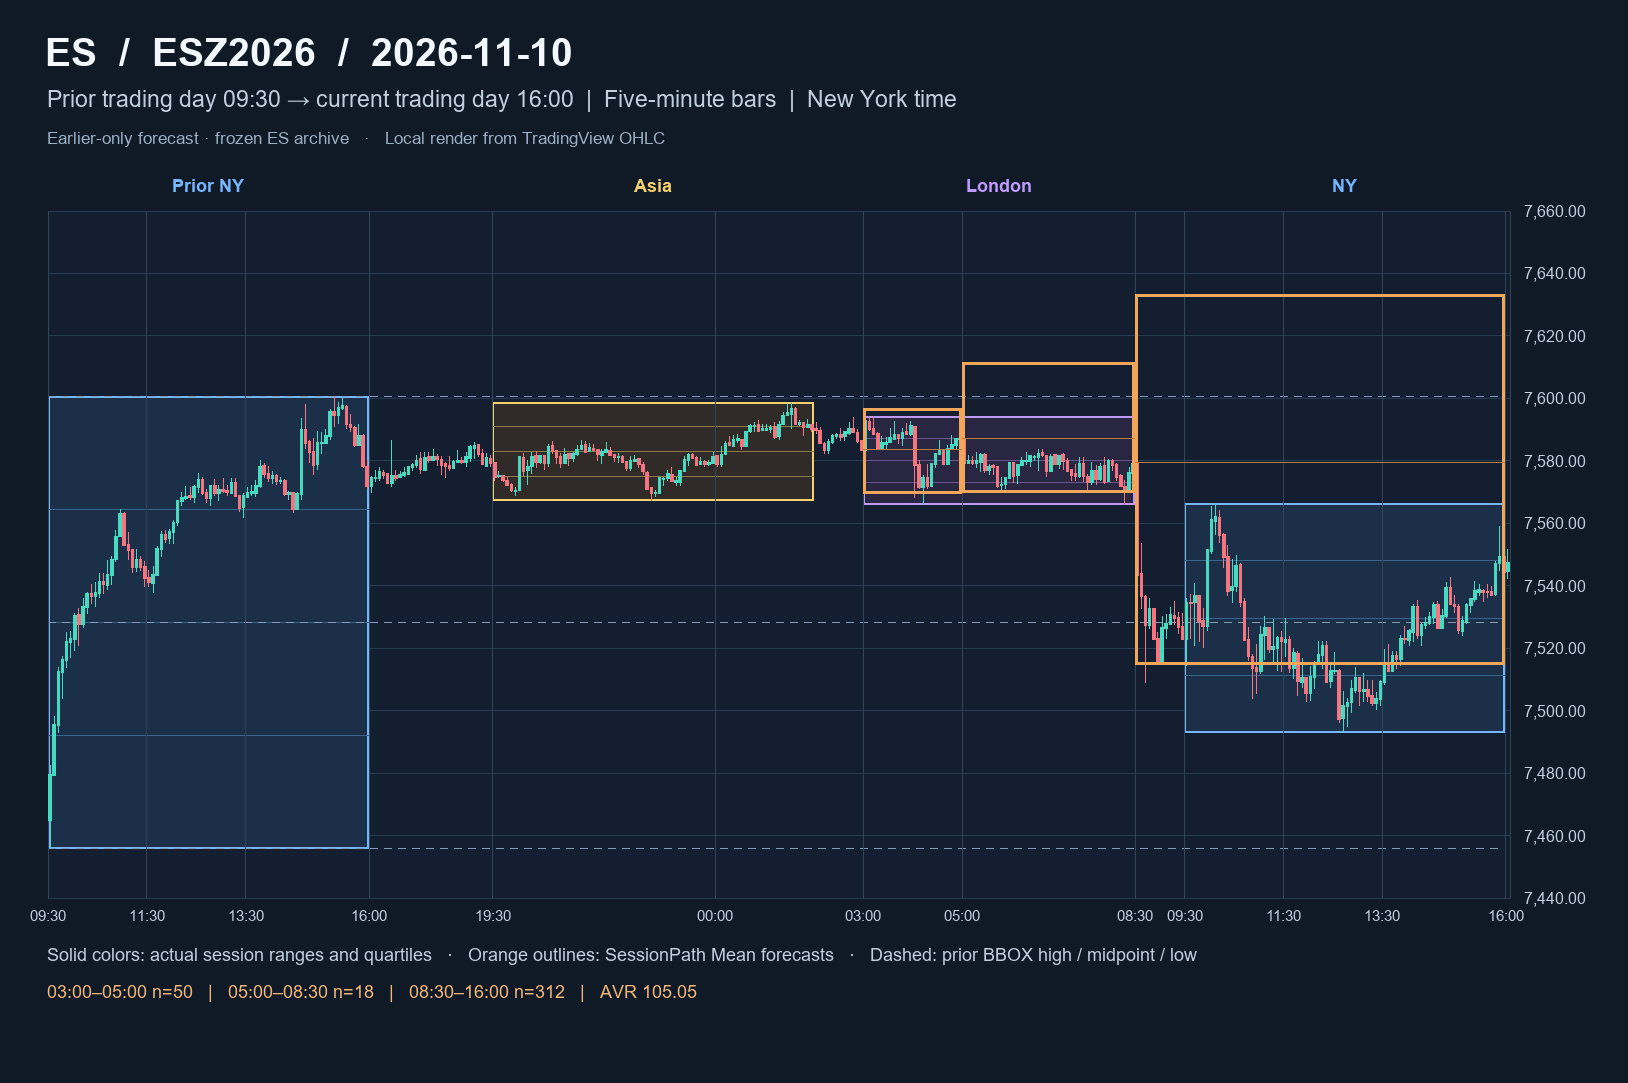 ES / ESZ2026 / 2026-11-10
Prior trading day 09:30 → current trading day 16:00 | Five-minute bars | New York time
Earlier-only forecast · frozen ES archive · Local render from TradingView OHLC
Prior NY Asia London NY
7,660.00
7,640.00
7,620.00
7,600.00
7,580.00
7,560.00
7,540.00
7,520.00
7,500.00
7,480.00
7,460.00
7,440.00
09:30 11:30 13:30 16:00 19:30 00:00 03:00 05:00 08:30 09:30 11:30 13:30 16:00
Solid colors: actual session ranges and quartiles · Orange outlines: SessionPath Mean forecasts · Dashed: prior BBOX high / midpoint / low
03:00–05:00 n=50 | 05:00–08:30 n=18 | 08:30–16:00 n=312 | AVR 105.05